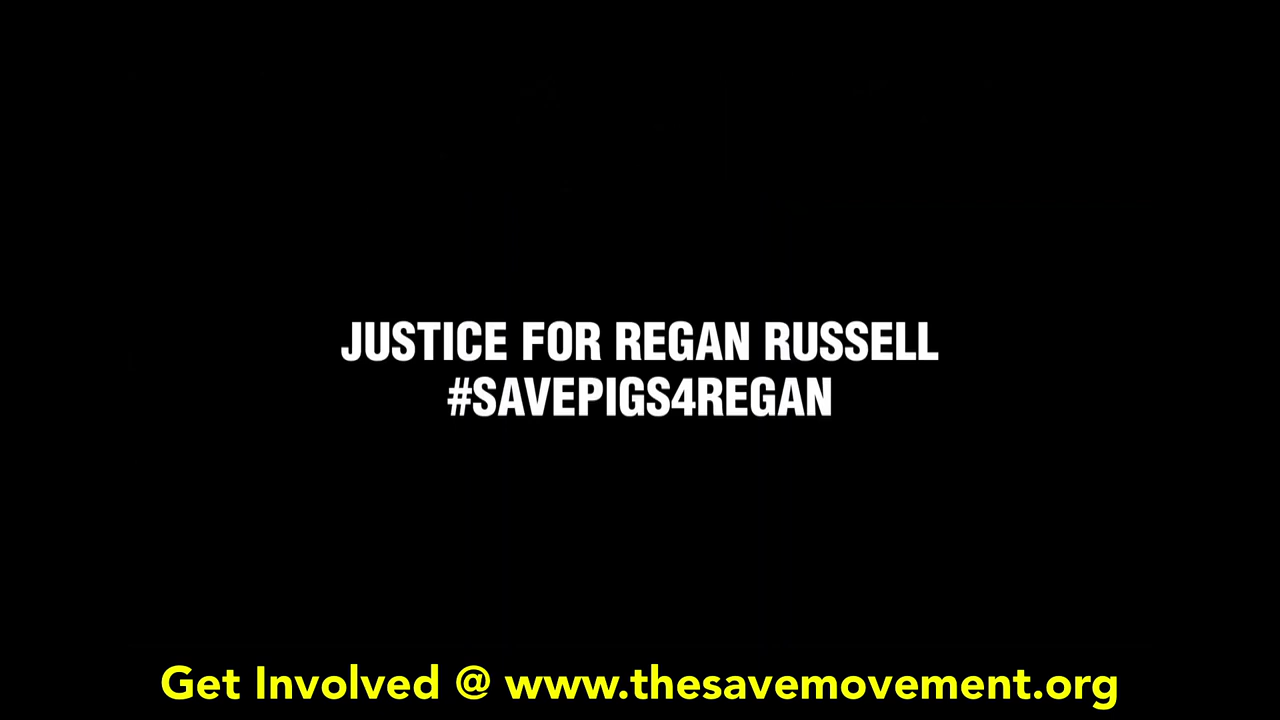 JUSTICE FOR REGAN RUSSELL
#SAVEPIGS4REGAN
Get Involved @ www.thesavemovement.org